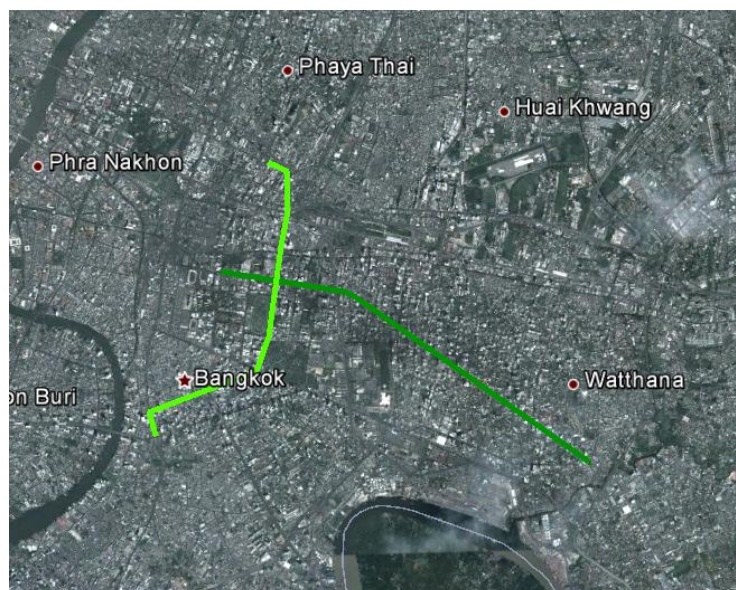 Phaya Thai
Huai Khwang
Phra Nakhon
Bangkok
Watthana
on Buri